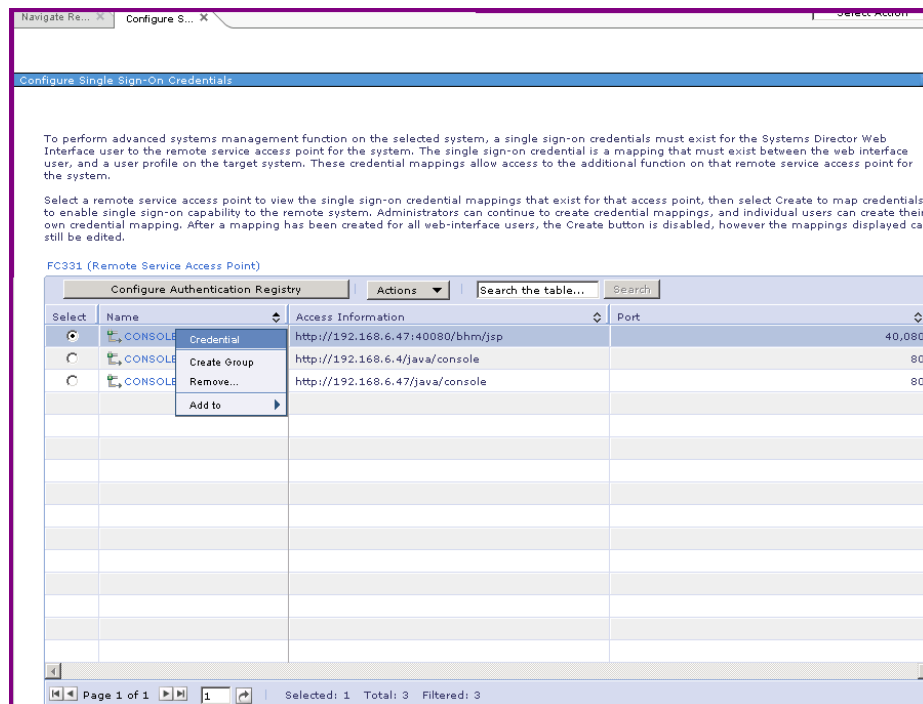 Navigate Re...
Configure S...
Select Action
Configure Single Sign-On Credentials
To perform advanced systems management function on the selected system, a single sign-on credentials must exist for the Systems Director Web
Interface user to the remote service access point for the system. The single sign-on credential is a mapping that must exist between the web interface
user, and a user profile on the target system. These credential mappings allow access to the additional function on that remote service access point for
the system.
Select a remote service access point to view the single sign-on credential mappings that exist for that access point, then select Create to map credentials
to enable single sign-on capability to the remote system. Administrators can continue to create credential mappings, and individual users can create their
own credential mapping. After a mapping has been created for all web-interface users, the Create button is disabled, however the mappings displayed ca
still be edited.
FC331 (Remote Service Access Point)
Configure Authentication Registry Actions Search the table... Search
Select Name Access Information Port
CONSOLE http://192.168.6.47:40080/bhm/jsp 40,080
CONSOLE http://192.168.6.4/java/console 80
CONSOLE http://192.168.6.47/java/console 80
Credential
Create Group
Remove...
Add to
Page 1 of 1 1 Selected: 1 Total: 3 Filtered: 3